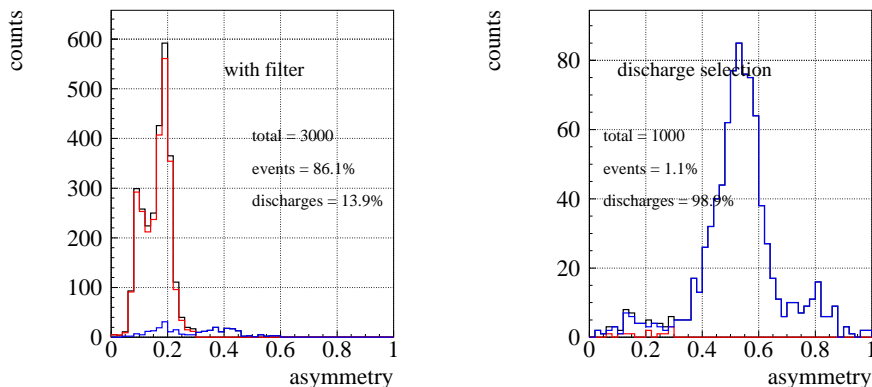 counts
600
500
400
300
200
100
0
with filter
total = 3000
events = 86.1%
discharges = 13.9%
0 0.2 0.4 0.6 0.8 1
asymmetry
counts
80
60
40
20
0
discharge selection
total = 1000
events = 1.1%
discharges = 98.9%
0 0.2 0.4 0.6 0.8 1
asymmetry